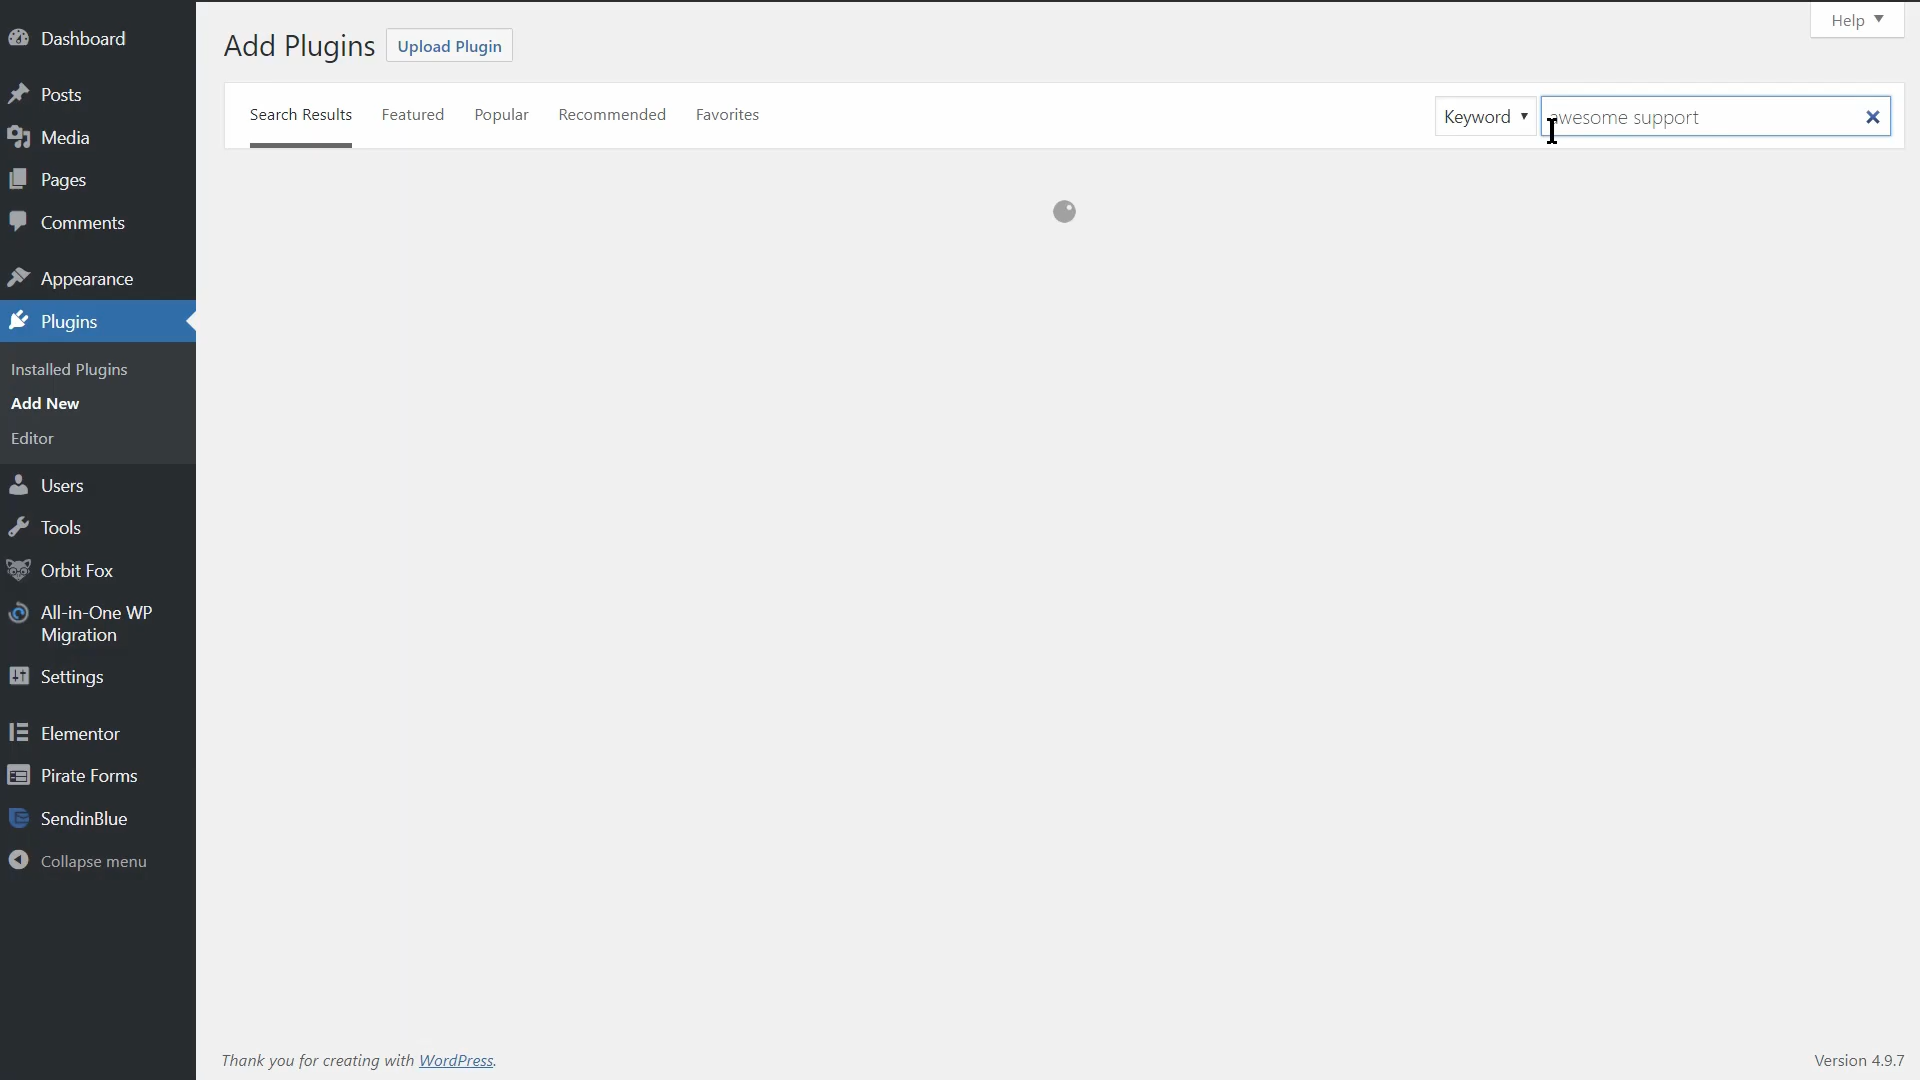 Help
Dashboard
Add Plugins
Upload Plugin
Posts
Media
Pages
Comments
Appearance
Plugins
Installed Plugins
Add New
Editor
Users
Tools
Orbit Fox
All-in-One WP
Migration
Settings
Elementor
Pirate Forms
SendinBlue
Collapse menu
Search Results
Featured
Popular
Recommended
Favorites
Keyword
awesome support
Thank you for creating with WordPress.
Version 4.9.7